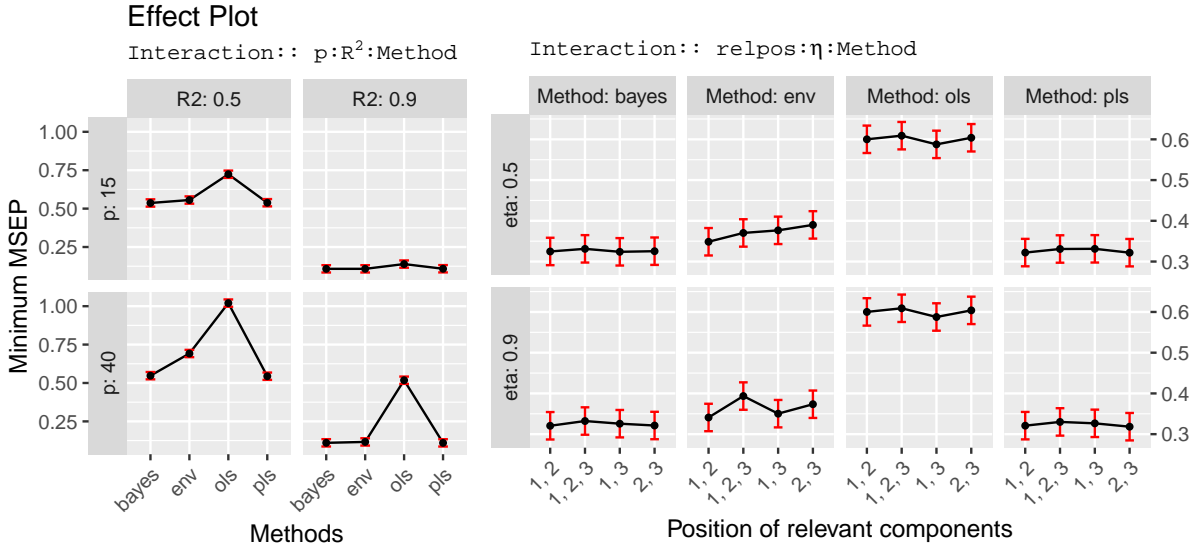 Effect Plot
Interaction:: p:R²:Method
Interaction:: relpos:η:Method
R2: 0.5
R2: 0.9
p: 15
p: 40
1.00
0.75
0.50
0.25
1.00
0.75
0.50
0.25
Minimum MSEP
bayes
env
ols
pls
bayes
env
ols
pls
Methods
Method: bayes
Method: env
Method: ols
Method: pls
eta: 0.5
eta: 0.9
0.6
0.5
0.4
0.3
0.6
0.5
0.4
0.3
1, 2
1, 2, 3
1, 3
2, 3
1, 2
1, 2, 3
1, 3
2, 3
1, 2
1, 2, 3
1, 3
2, 3
1, 2
1, 2, 3
1, 3
2, 3
Position of relevant components